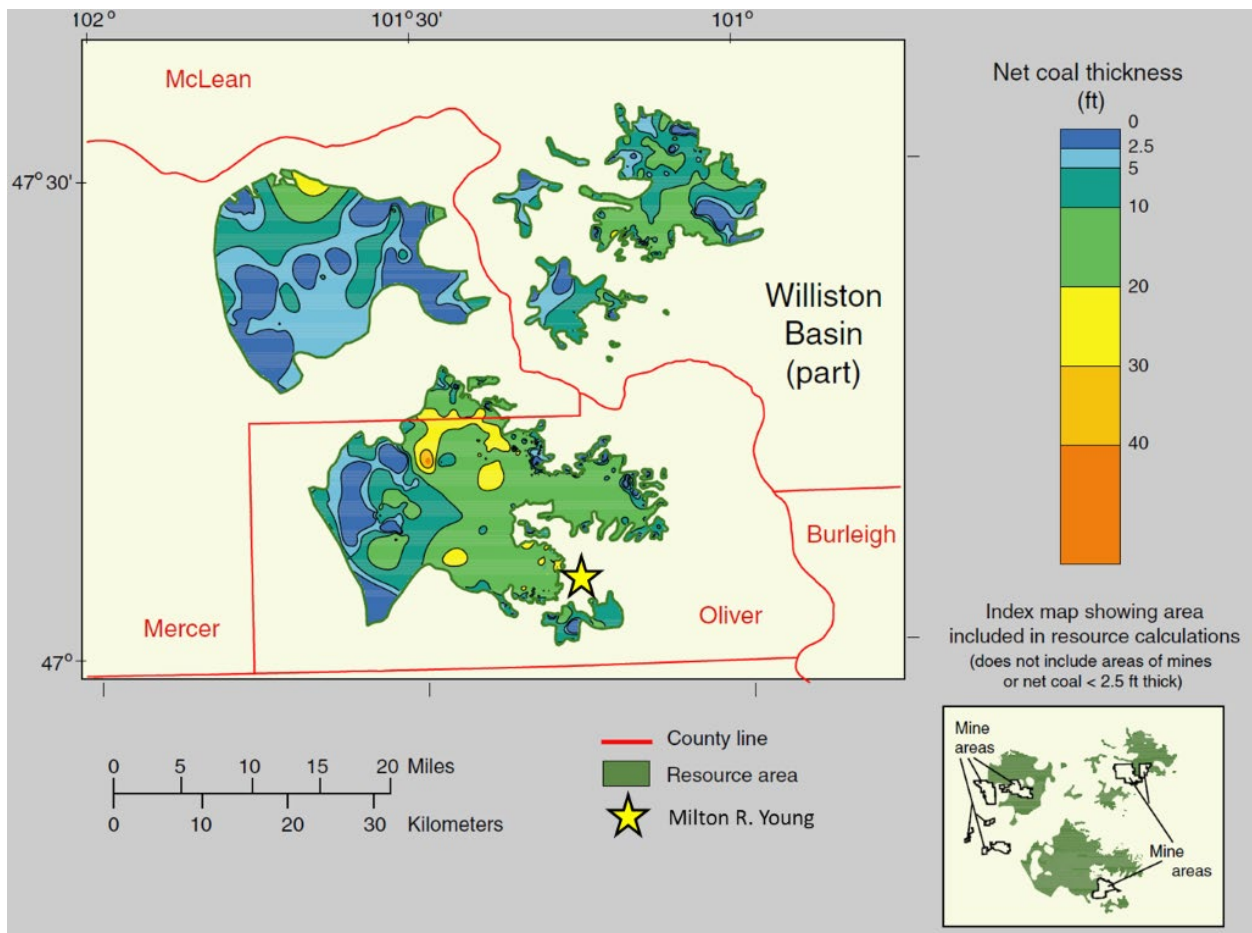 102°
101°30'
101°
McLean
47°30'
Williston
Basin
(part)
Burleigh
Mercer
Oliver
47°
Net coal thickness
(ft)
0
2.5
5
10
20
30
40
Index map showing area
included in resource calculations
(does not include areas of mines
or net coal < 2.5 ft thick)
Mine
areas
Mine
areas
0 5 10 15 20 Miles
0 10 20 30 Kilometers
County line
Resource area
Milton R. Young